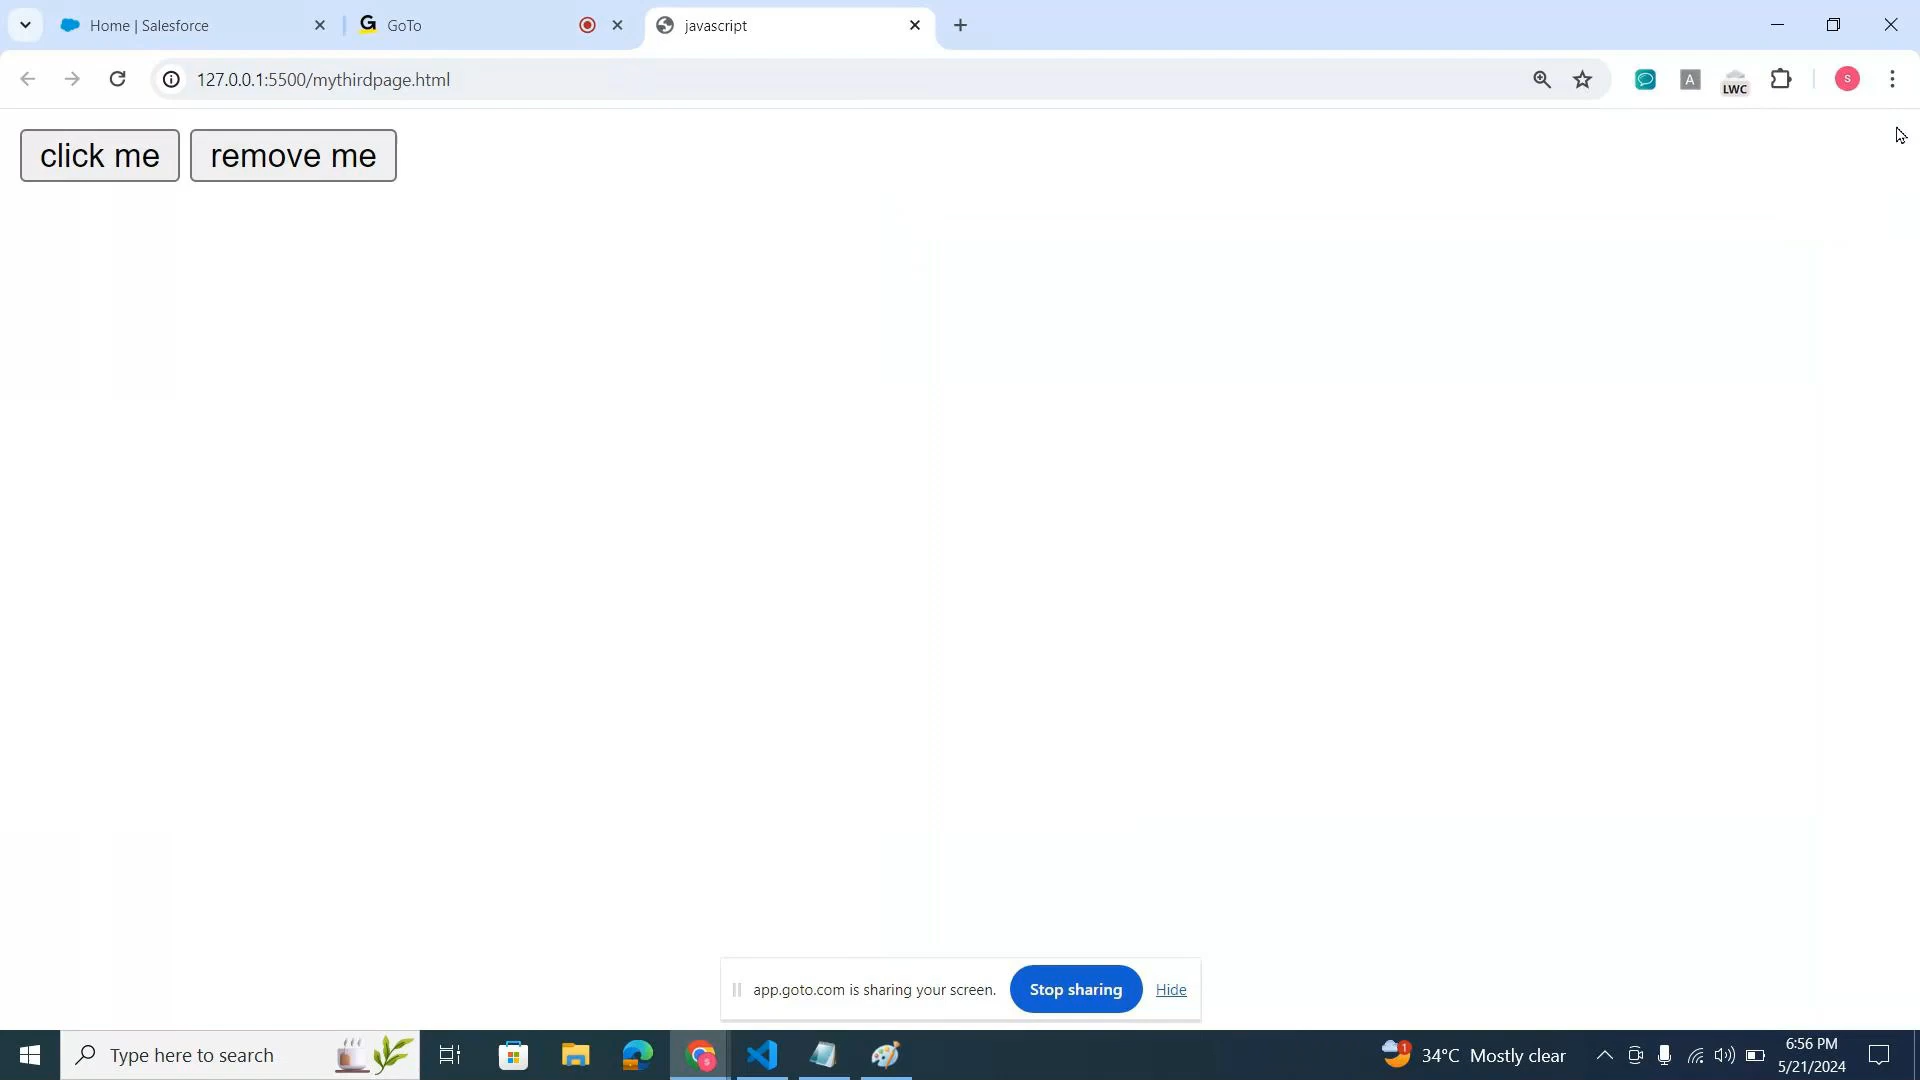 Home | Salesforce
GoTo
javascript
127.0.0.1:5500/mythirdpage.html
A
LWC
S
click me
remove me
app.goto.com is sharing your screen.
Stop sharing
Hide
Type here to search
S
1
34°C Mostly clear
6:56 PM
5/21/2024